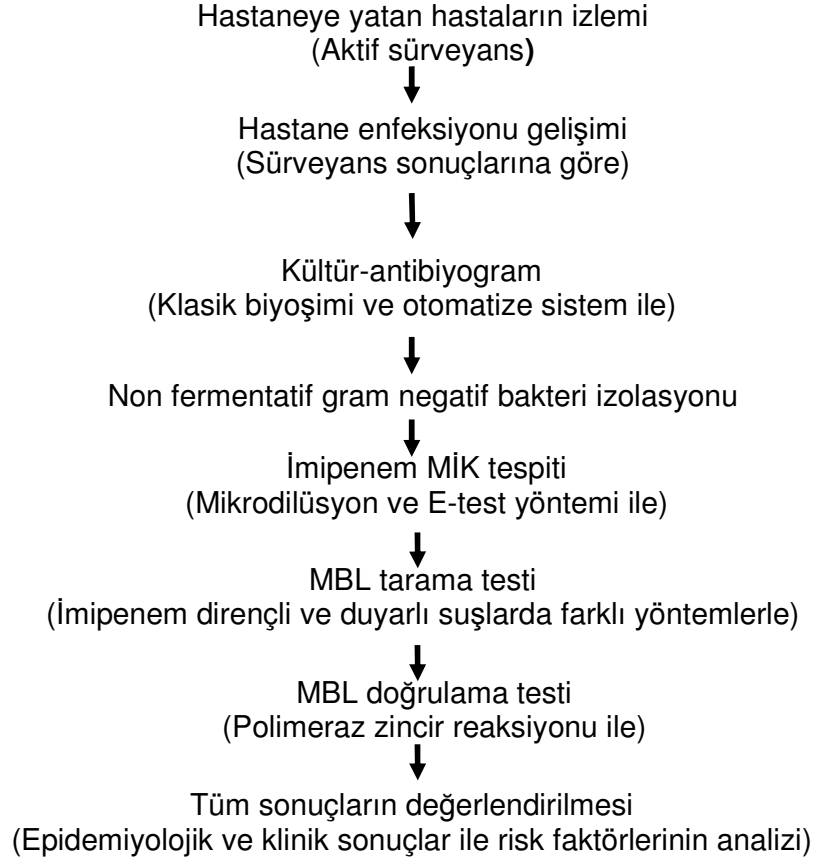 Hastaneye yatan hastaların izlemi
(Aktif sürveyans)
Hastane enfeksiyonu gelişimi
(Sürveyans sonuçlarına göre)
Kültür-antibiyogram
(Klasik biyoşimi ve otomatize sistem ile)
Non fermentatif gram negatif bakteri izolasyonu
İmipenem MİK tespiti
(Mikrodilüsyon ve E-test yöntemi ile)
MBL tarama testi
(İmipenem dirençli ve duyarlı suşlarda farklı yöntemlerle)
MBL doğrulama testi
(Polimeraz zincir reaksiyonu ile)
Tüm sonuçların değerlendirilmesi
(Epidemiyolojik ve klinik sonuçlar ile risk faktörlerinin analizi)